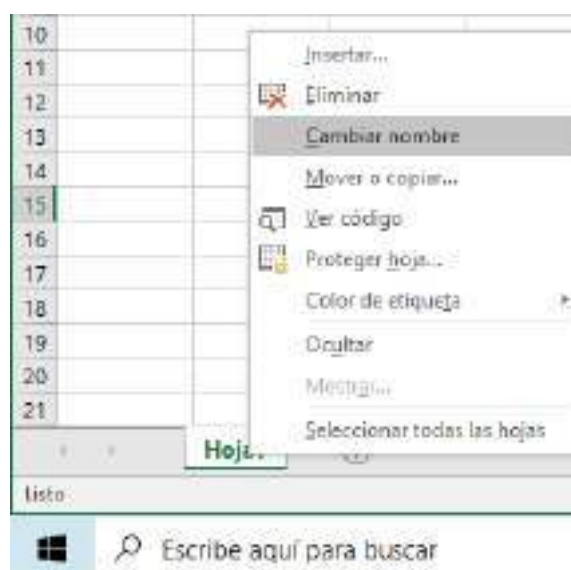 10
11
Insertar...
12
Eliminar
13
Cambiar nombre
14
Mover o copiar...
15
Ver código
16
Proteger hoja...
17
18
Color de etiqueta
19
Ocultar
20
Mostrar...
21
Seleccionar todas las hojas
Listo
Escribe aquí para buscar